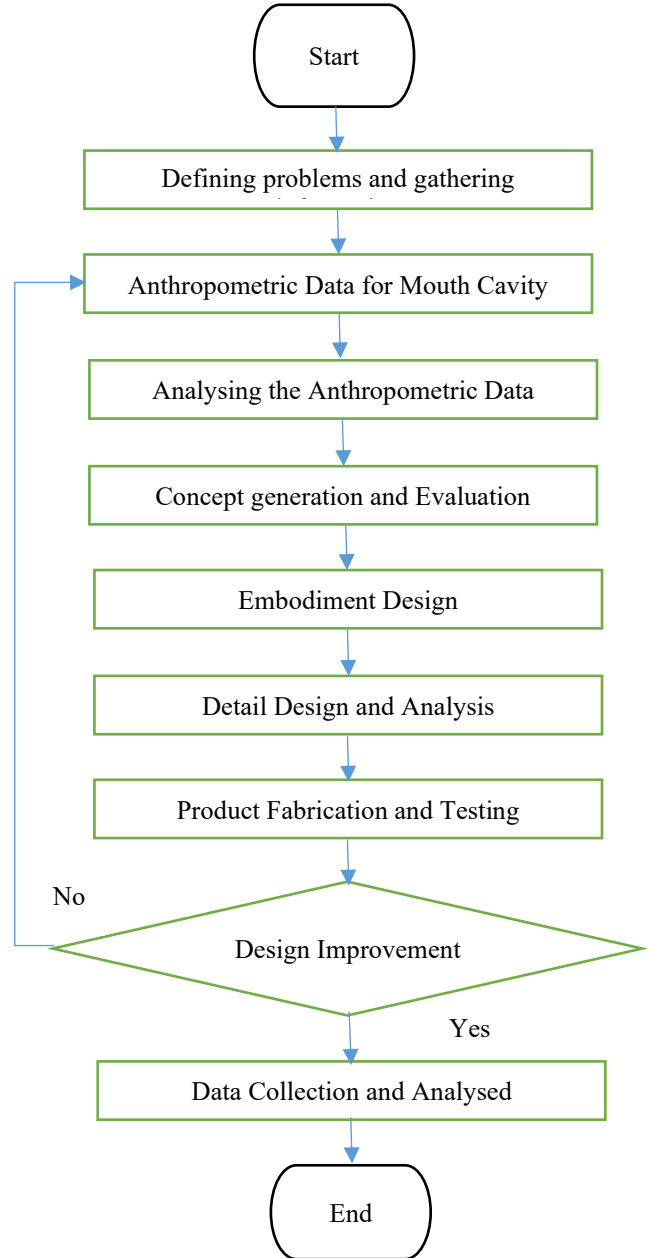 Start
Defining problems and gathering
Anthropometric Data for Mouth Cavity
Analysing the Anthropometric Data
Concept generation and Evaluation
Embodiment Design
Detail Design and Analysis
Product Fabrication and Testing
No
Design Improvement
Yes
Data Collection and Analysed
End